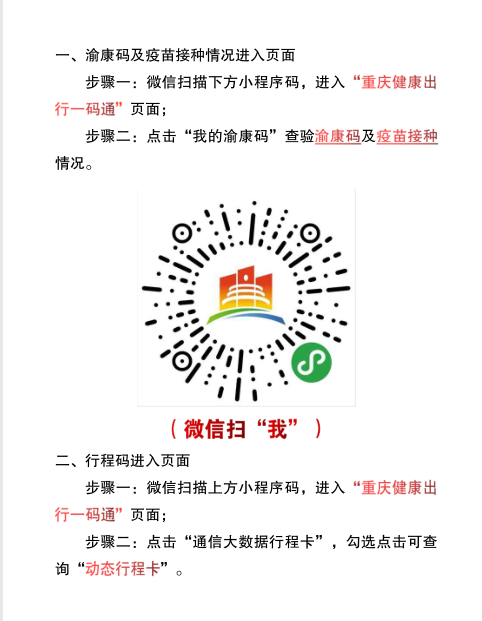 一、渝康码及疫苗接种情况进入页面
步骤一：微信扫描下方小程序码，进入“重庆健康出
行一码通”页面；
步骤二：点击“我的渝康码”查验渝康码及疫苗接种
情况。
（微信扫“我”）
二、行程码进入页面
步骤一：微信扫描上方小程序码，进入“重庆健康出
行一码通”页面；
步骤二：点击“通信大数据行程卡”，勾选点击可查
询“动态行程卡”。